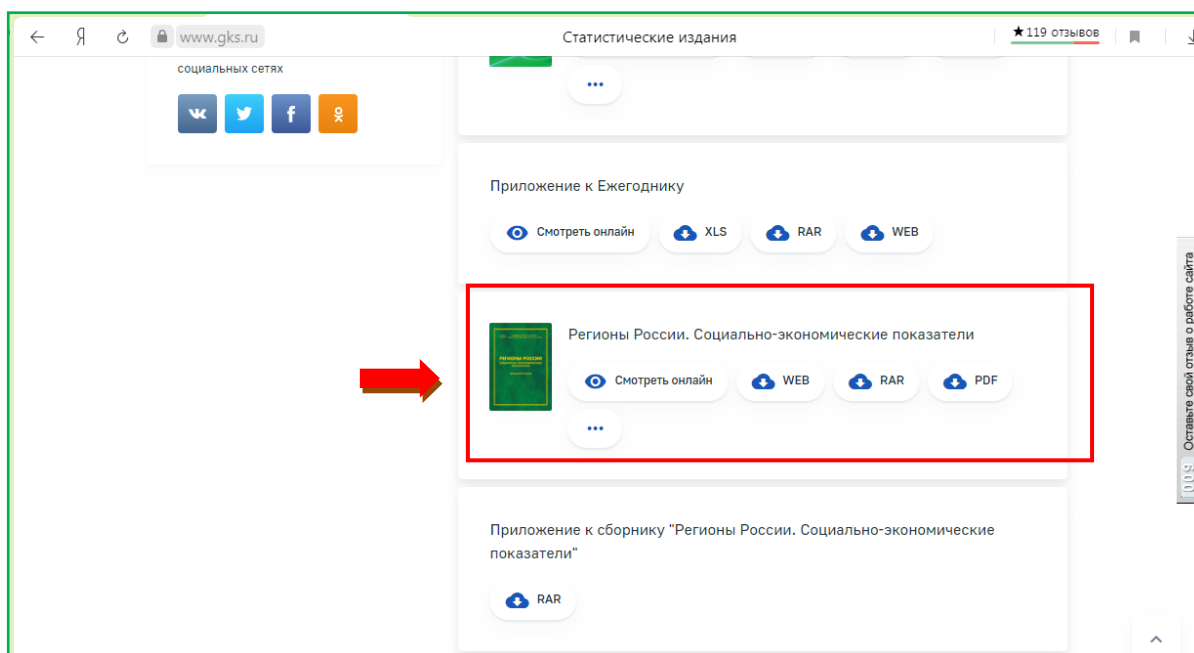 Я
www.gks.ru
Статистические издания
★119 отзывов
социальных сетях
Приложение к Ежегоднику
Смотреть онлайн
XLS
RAR
WEB
Регионы России. Социально-экономические показатели
РЕГИОНЫ РОССИИ
Смотреть онлайн
WEB
RAR
PDF
Приложение к сборнику "Регионы России. Социально-экономические
показатели"
RAR
Оставьте свой отзыв о работе сайта